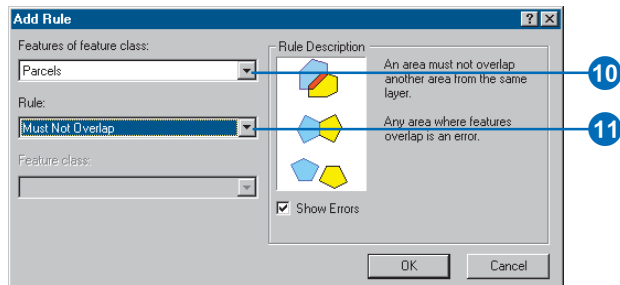 Add Rule
Features of feature class:
Parcels
Rule:
Must Not Overlap
Feature class:
Rule Description
An area must not overlap
another area from the same
layer.
Any area where features
overlap is an error.
Show Errors
OK
Cancel
10
11